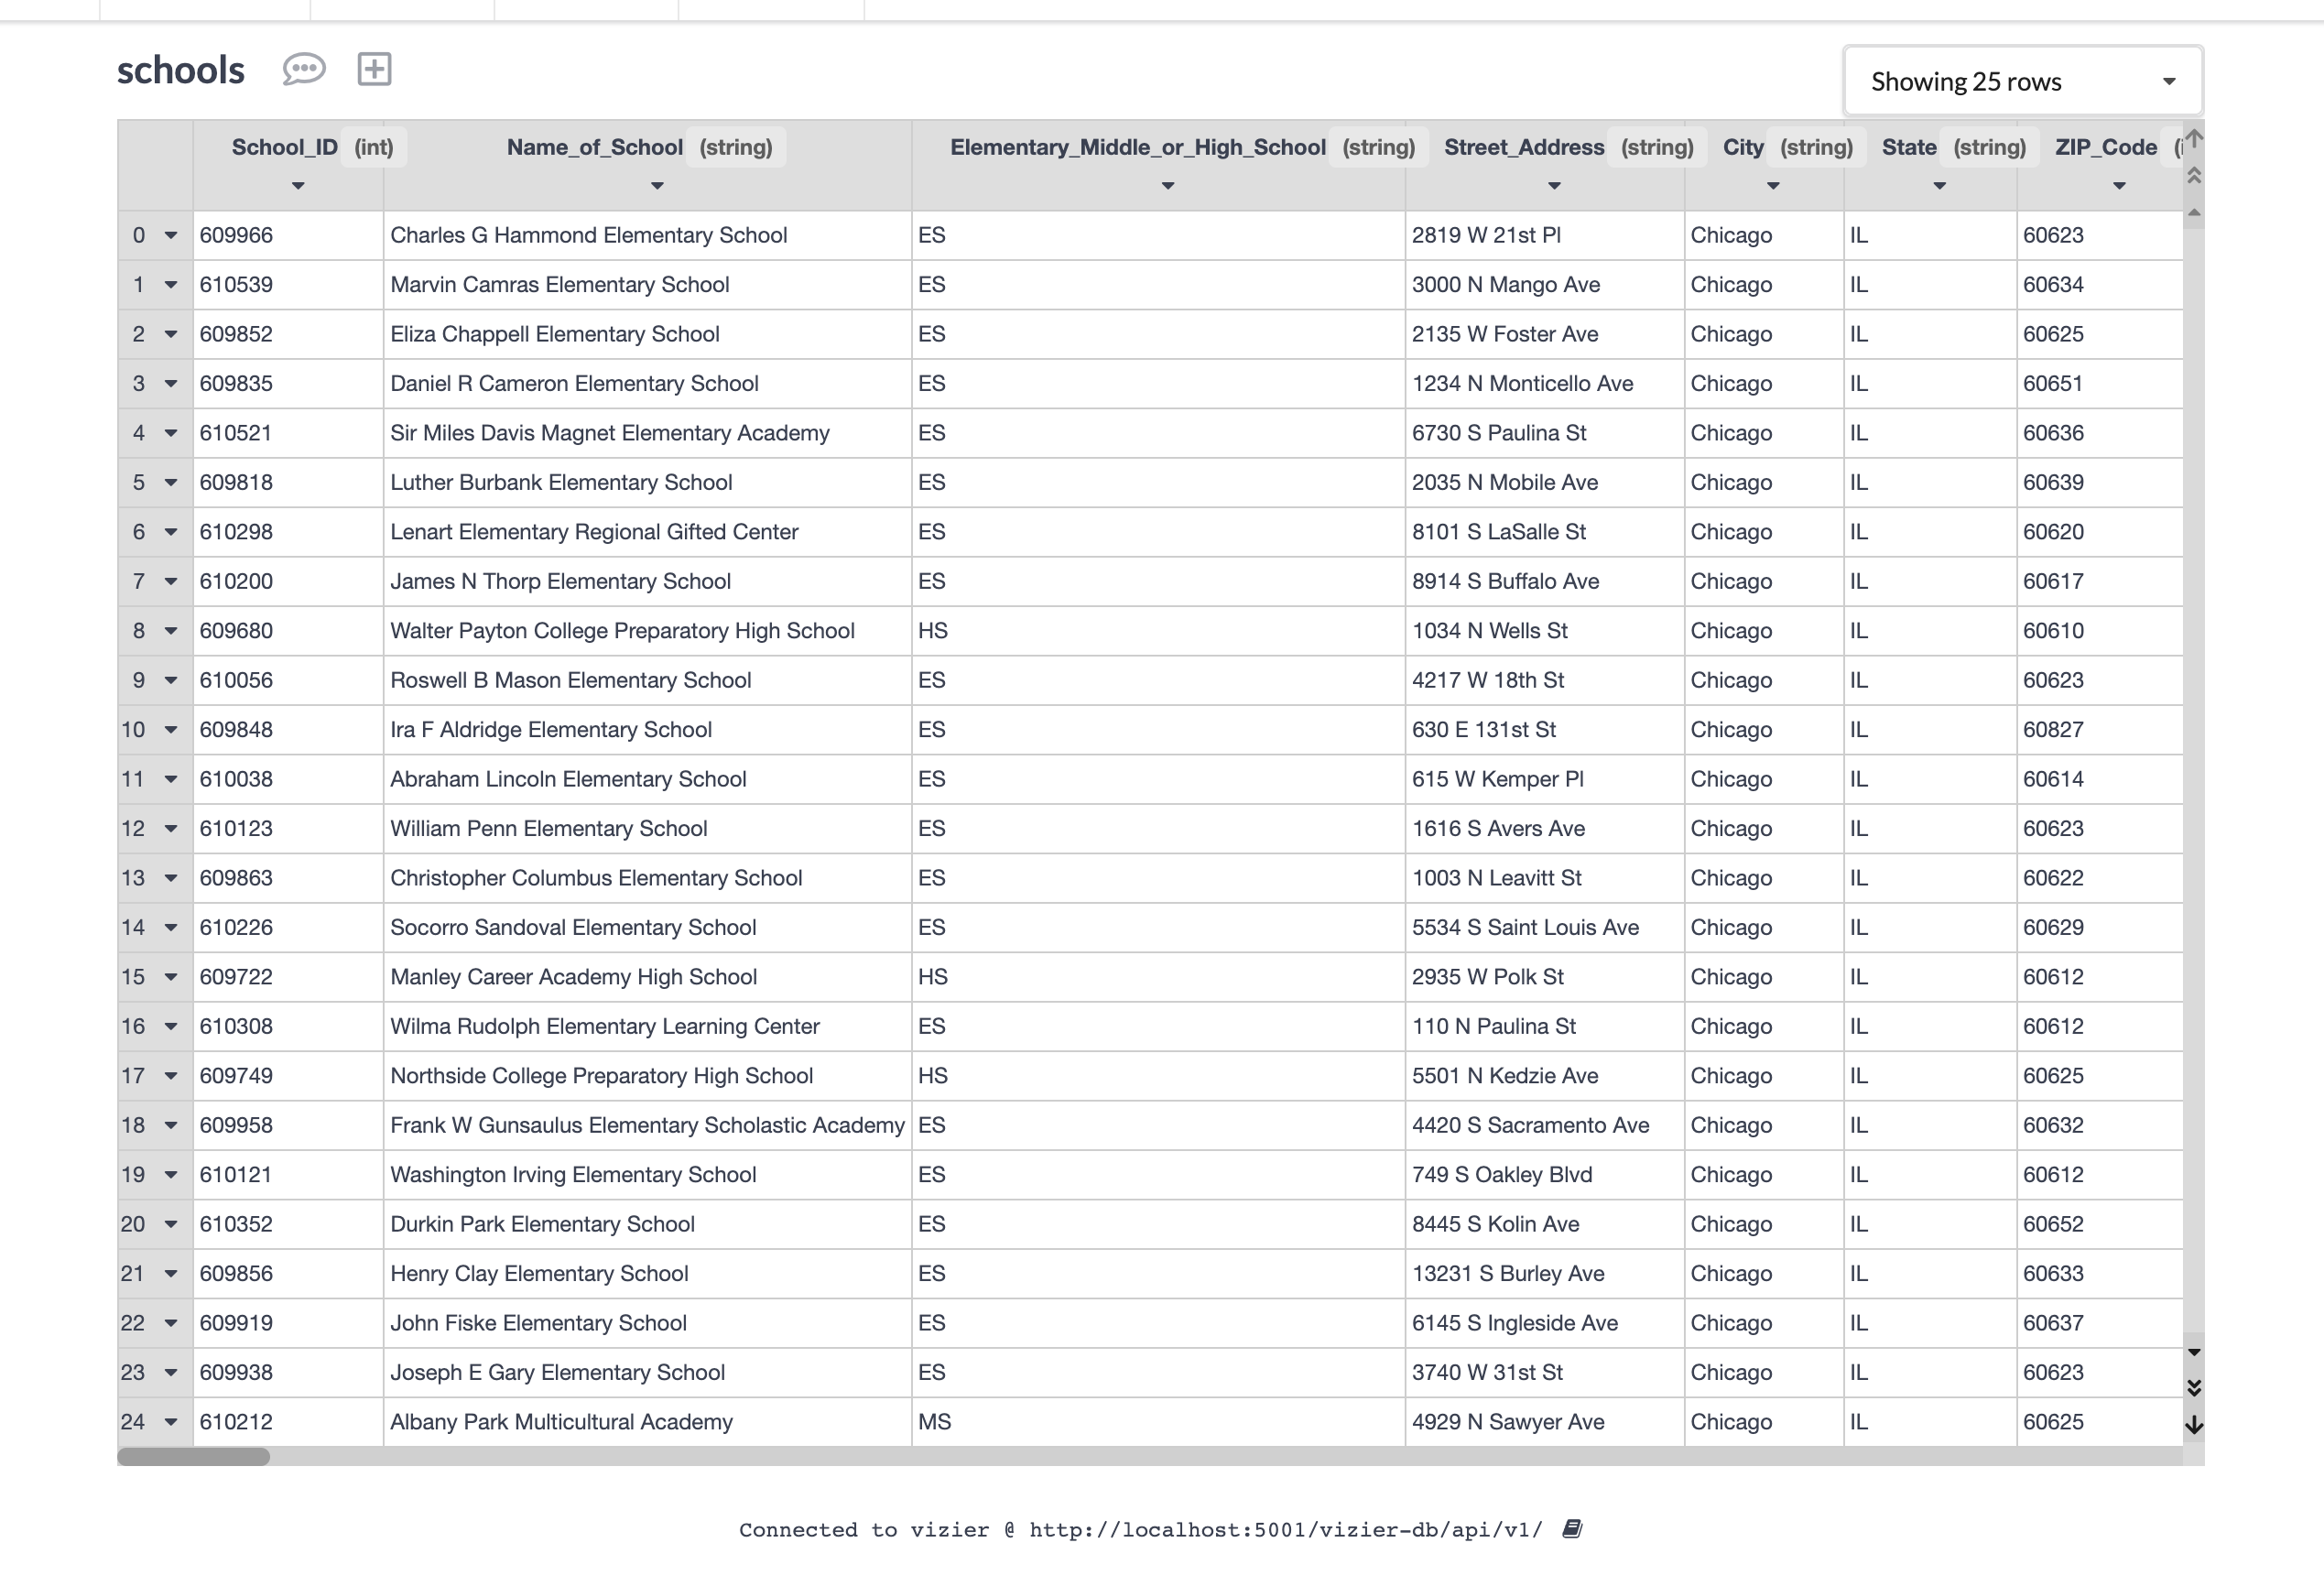 schools
Showing 25 rows
School_ID (int) Name_of_School (string) Elementary_Middle_or_High_School (string) Street_Address (string) City (string) State (string) ZIP_Code (i
0 609966 Charles G Hammond Elementary School ES 2819 W 21st Pl Chicago IL 60623
1 610539 Marvin Camras Elementary School ES 3000 N Mango Ave Chicago IL 60634
2 609852 Eliza Chappell Elementary School ES 2135 W Foster Ave Chicago IL 60625
3 609835 Daniel R Cameron Elementary School ES 1234 N Monticello Ave Chicago IL 60651
4 610521 Sir Miles Davis Magnet Elementary Academy ES 6730 S Paulina St Chicago IL 60636
5 609818 Luther Burbank Elementary School ES 2035 N Mobile Ave Chicago IL 60639
6 610298 Lenart Elementary Regional Gifted Center ES 8101 S LaSalle St Chicago IL 60620
7 610200 James N Thorp Elementary School ES 8914 S Buffalo Ave Chicago IL 60617
8 609680 Walter Payton College Preparatory High School HS 1034 N Wells St Chicago IL 60610
9 610056 Roswell B Mason Elementary School ES 4217 W 18th St Chicago IL 60623
10 609848 Ira F Aldridge Elementary School ES 630 E 131st St Chicago IL 60827
11 610038 Abraham Lincoln Elementary School ES 615 W Kemper Pl Chicago IL 60614
12 610123 William Penn Elementary School ES 1616 S Avers Ave Chicago IL 60623
13 609863 Christopher Columbus Elementary School ES 1003 N Leavitt St Chicago IL 60622
14 610226 Socorro Sandoval Elementary School ES 5534 S Saint Louis Ave Chicago IL 60629
15 609722 Manley Career Academy High School HS 2935 W Polk St Chicago IL 60612
16 610308 Wilma Rudolph Elementary Learning Center ES 110 N Paulina St Chicago IL 60612
17 609749 Northside College Preparatory High School HS 5501 N Kedzie Ave Chicago IL 60625
18 609958 Frank W Gunsaulus Elementary Scholastic Academy ES 4420 S Sacramento Ave Chicago IL 60632
19 610121 Washington Irving Elementary School ES 749 S Oakley Blvd Chicago IL 60612
20 610352 Durkin Park Elementary School ES 8445 S Kolin Ave Chicago IL 60652
21 609856 Henry Clay Elementary School ES 13231 S Burley Ave Chicago IL 60633
22 609919 John Fiske Elementary School ES 6145 S Ingleside Ave Chicago IL 60637
23 609938 Joseph E Gary Elementary School ES 3740 W 31st St Chicago IL 60623
24 610212 Albany Park Multicultural Academy MS 4929 N Sawyer Ave Chicago IL 60625
Connected to vizier @ http://localhost:5001/vizier-db/api/v1/